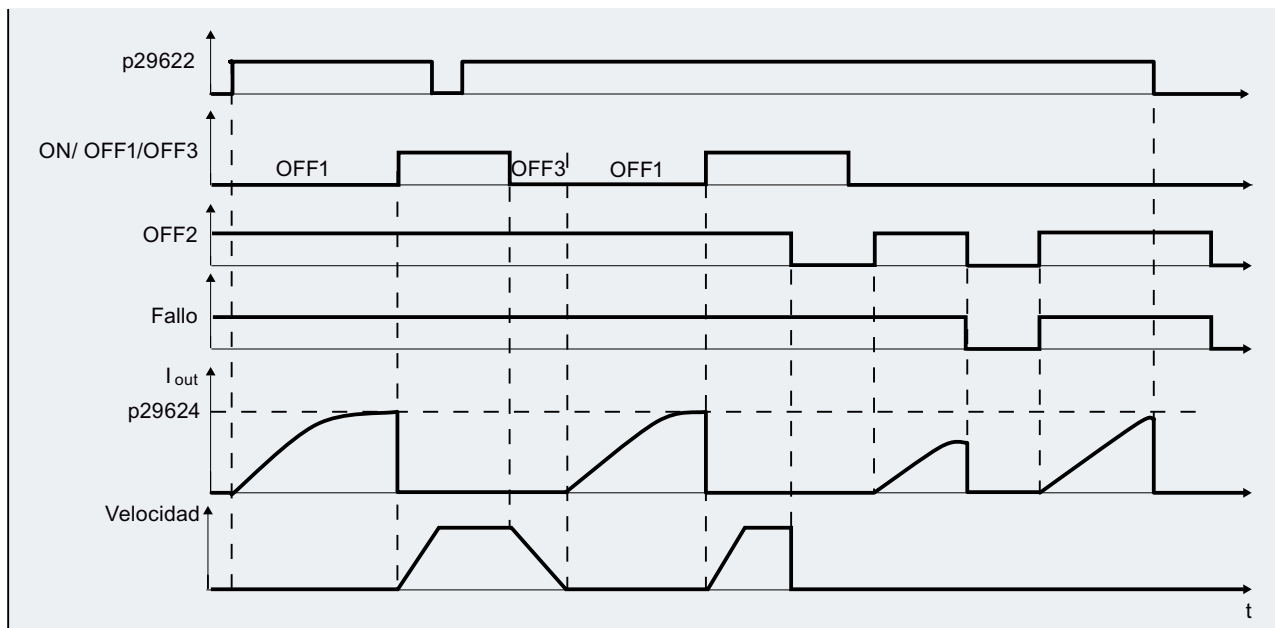 p29622
ON/ OFF1/OFF3
OFF1
OFF3
OFF1
OFF2
Fallo
I out
p29624
Velocidad
t